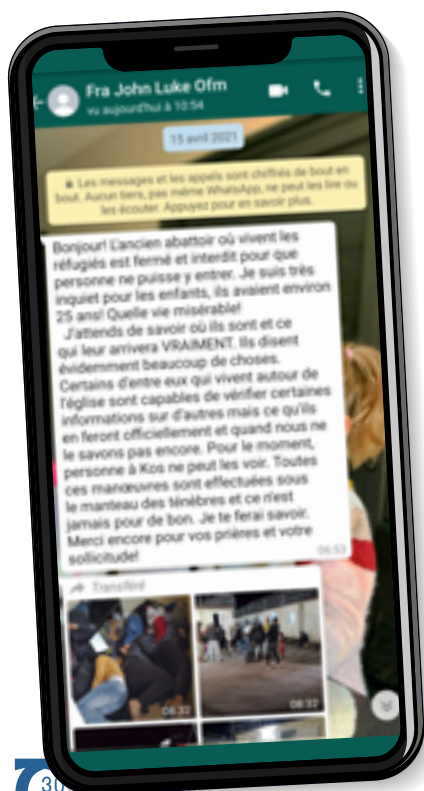 Fra John Luke Ofm
vu aujourd'hui à 10:54
15 avril 2021
Les messages et les appels sont chiffrés de bout en
bout. Aucun tiers, pas même WhatsApp, ne peut les lire ou
les écouter. Appuyez pour en savoir plus.
Bonjour! L'ancien abattoir où vivent les
réfugiés est fermé et interdit pour que
personne ne puisse y entrer. Je suis très
inquiet pour les enfants, ils avaient environ
25 ans! Quelle vie misérable!
J'attends de savoir où ils sont et ce
qui leur arrivera VRAIMENT. Ils disent
évidemment beaucoup de choses.
Certains d'entre eux qui vivent autour de
l'église sont capables de vérifier certaines
informations sur d'autres mais ce qu'ils
en feront officiellement et quand nous ne
le savons pas encore. Pour le moment,
personne à Kos ne peut les voir. Toutes
ces manœuvres sont effectuées sous
le manteau des ténèbres et ce n'est
jamais pour de bon. Je te ferai savoir.
Merci encore pour vos prières et votre
sollicitude!
06:53
Transféré
08:32
08:32
30